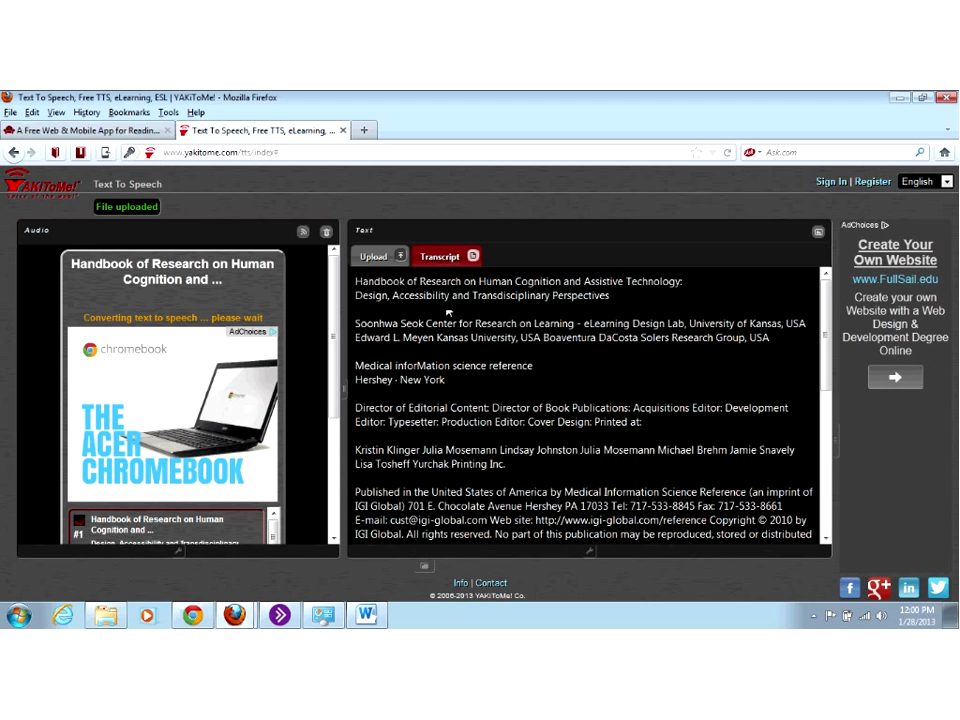 Text To Speech, Free TTS, eLearning, ESL | YAKiToMe! - Mozilla Firefox
File Edit View History Bookmarks Tools Help
A Free Web & Mobile App for Readin...
Text To Speech, Free TTS, eLearning, ...
www.yakitome.com/tts/index#
Ask.com
YAKiToMe!
Text To Speech
Sign In | Register
English
File uploaded
Audio
Handbook of Research on Human
Cognition and ...
Converting text to speech ... please wait
AdChoices
chromebook
THE
ACER
CHROMEBOOK
#1
Handbook of Research on Human
Cognition and ...
Design, Accessibility and Transdisciplinary
Text
Upload
Transcript
Handbook of Research on Human Cognition and Assistive Technology:
Design, Accessibility and Transdisciplinary Perspectives
Soonhwa Seok Center for Research on Learning - eLearning Design Lab, University of Kansas, USA
Edward L. Meyen Kansas University, USA Boaventura DaCosta Solers Research Group, USA
Medical inforMation science reference
Hershey · New York
Director of Editorial Content: Director of Book Publications: Acquisitions Editor: Development
Editor: Typesetter: Production Editor: Cover Design: Printed at:
Kristin Klinger Julia Mosemann Lindsay Johnston Julia Mosemann Michael Brehm Jamie Snavely
Lisa Tosheff Yurchak Printing Inc.
Published in the United States of America by Medical Information Science Reference (an imprint of
IGI Global) 701 E. Chocolate Avenue Hershey PA 17033 Tel: 717-533-8845 Fax: 717-533-8661
E-mail: cust@igi-global.com Web site: http://www.igi-global.com/reference Copyright © 2010 by
IGI Global. All rights reserved. No part of this publication may be reproduced, stored or distributed
AdChoices
Create Your
Own Website
www.FullSail.edu
Create your own
Website with a Web
Design &
Development Degree
Online
Info | Contact
© 2006-2013 YAKiToMe! Co.
12:00 PM
1/28/2013